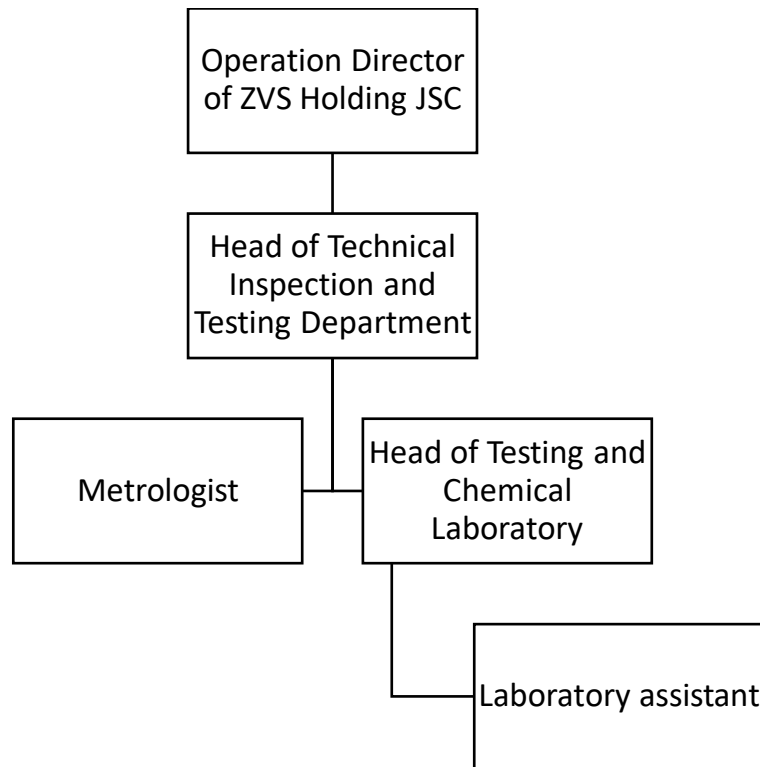 Operation Director
of ZVS Holding JSC
Head of Technical
Inspection and
Testing Department
Metrologist
Head of Testing and
Chemical
Laboratory
Laboratory assistant